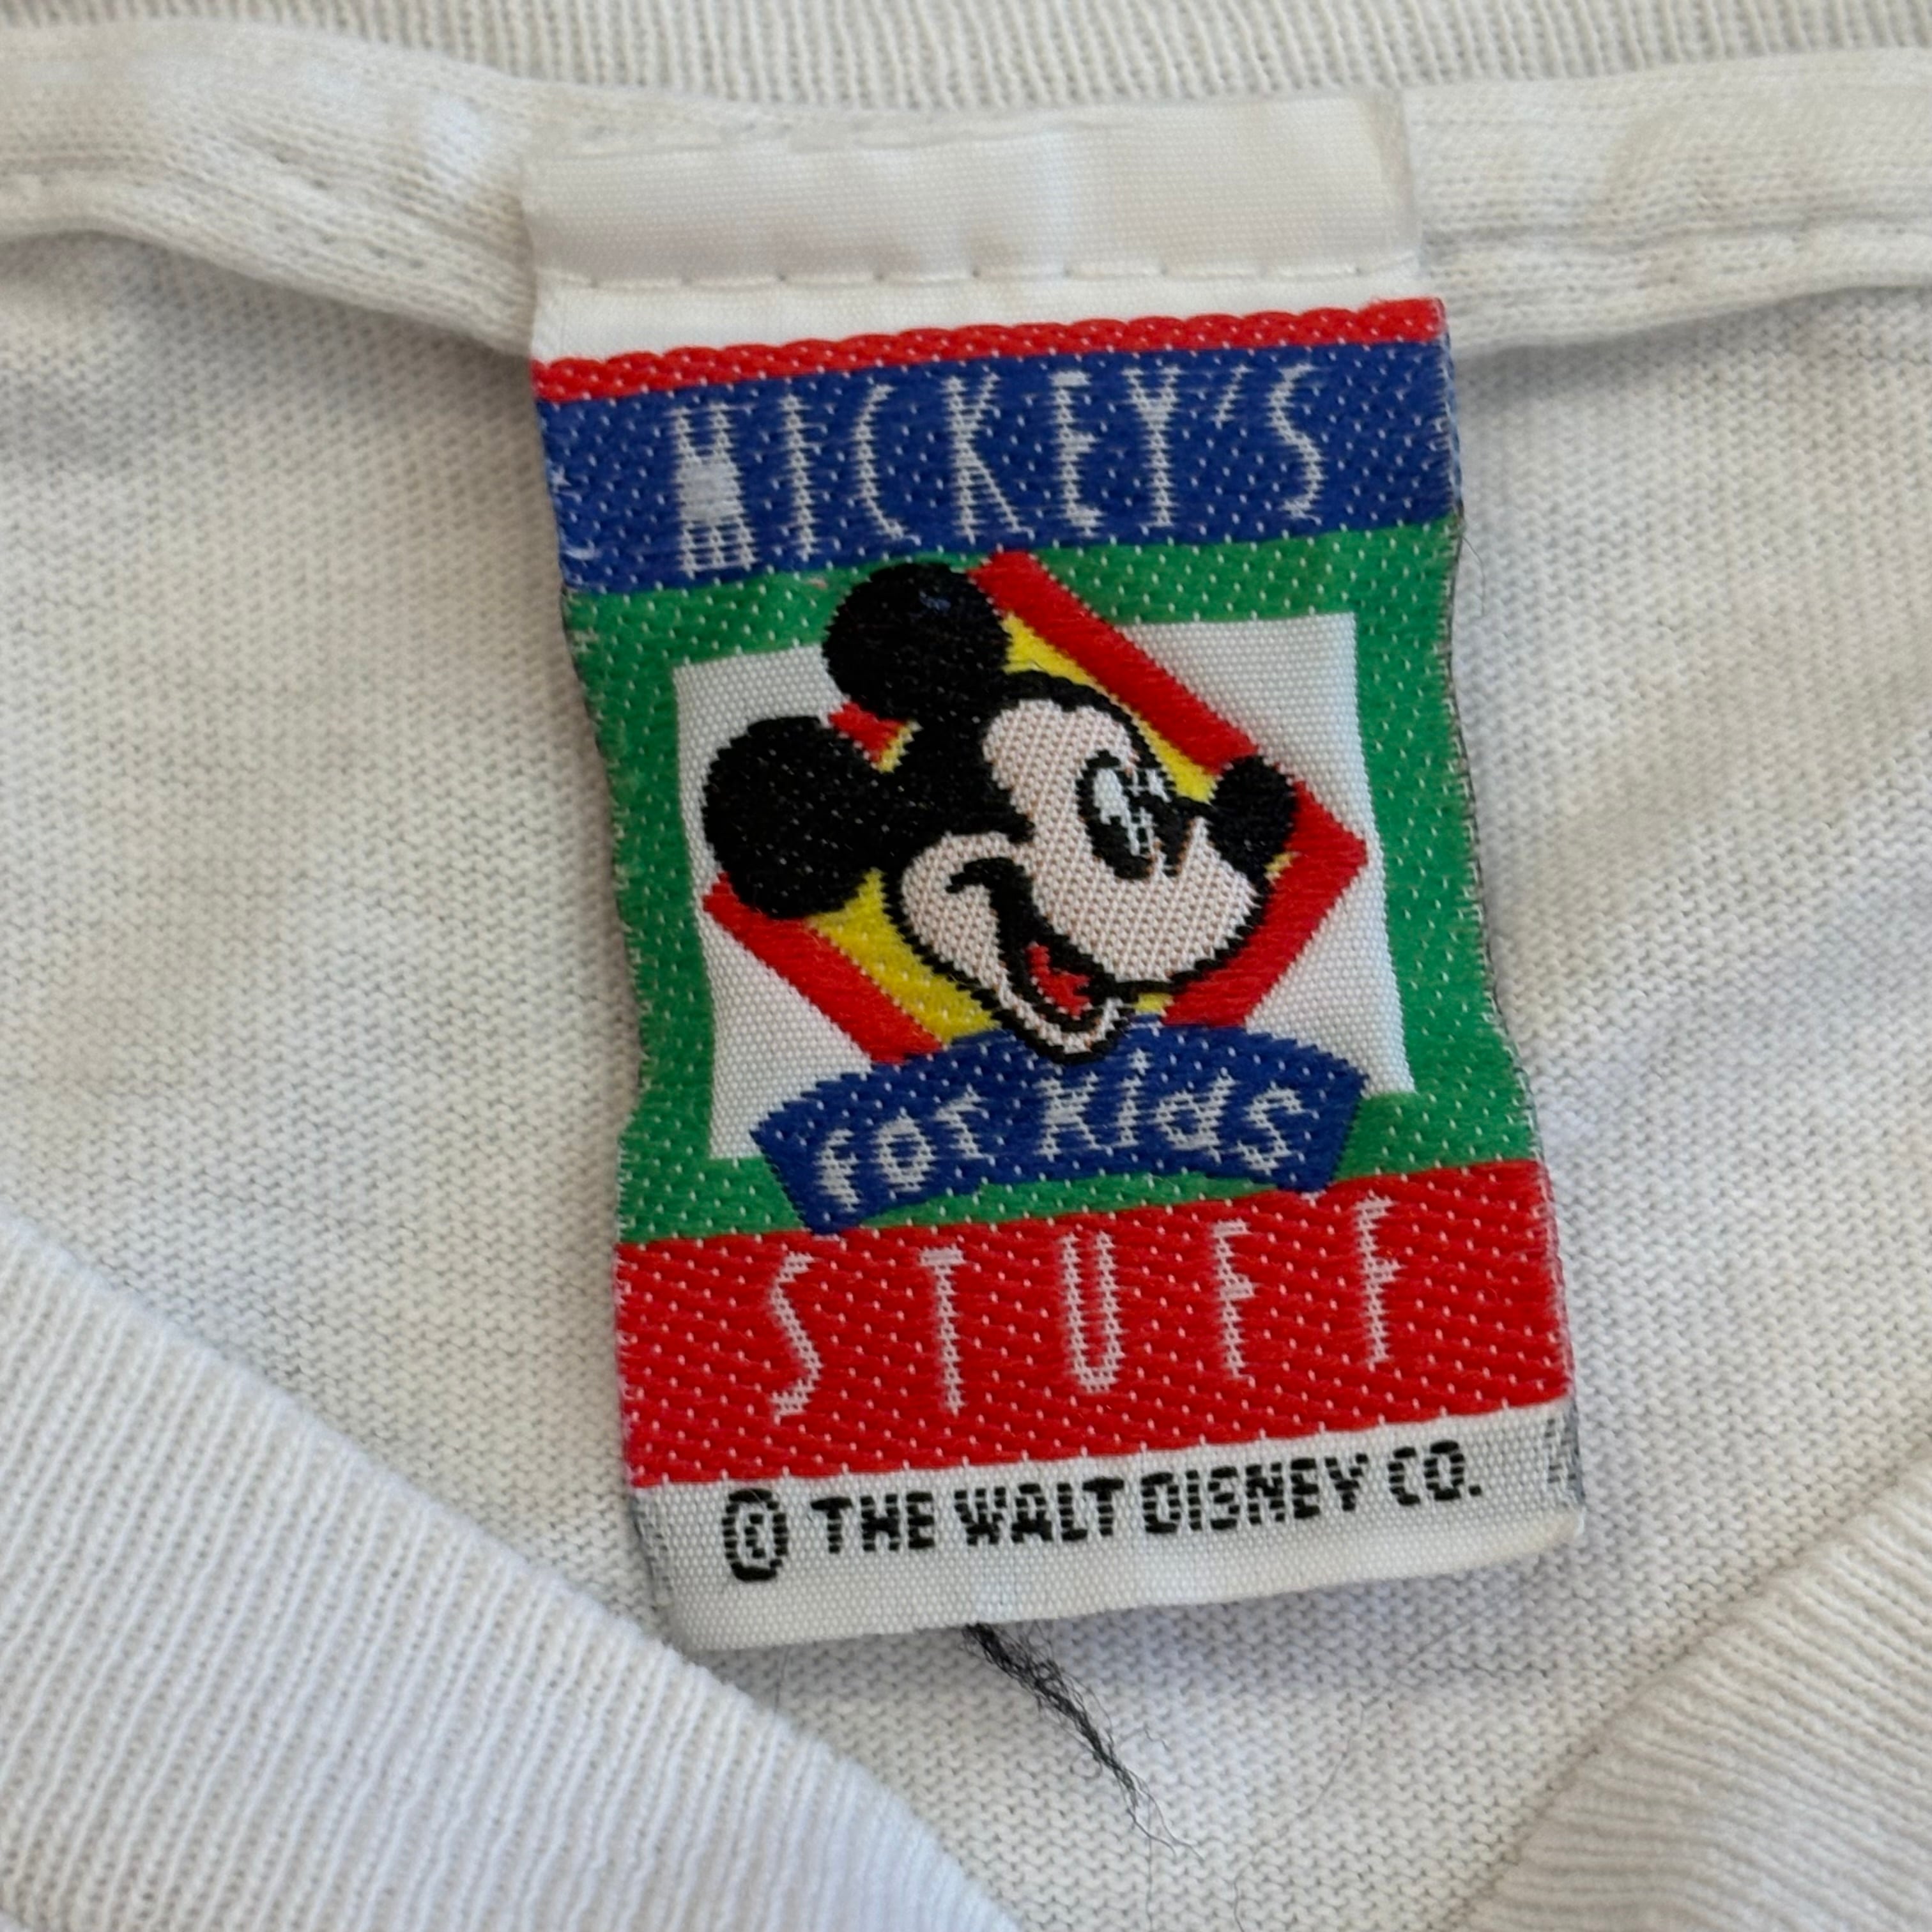 MICKEY'S
for kids
STUFF
© THE WALT DISNEY CO.